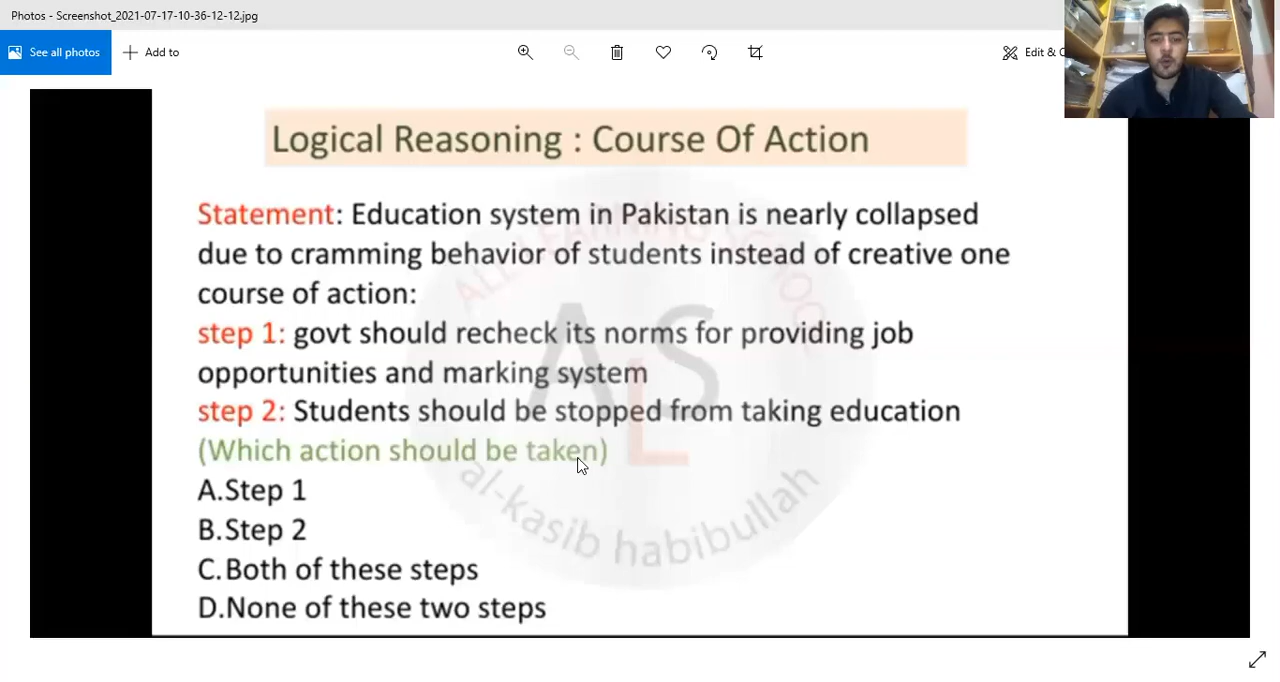 Photos - Screenshot_2021-07-17-10-36-12-12.jpg
See all photos
Add to
Edit &
Logical Reasoning : Course Of Action
Statement: Education system in Pakistan is nearly collapsed
due to cramming behavior of students instead of creative one
course of action:
step 1: govt should recheck its norms for providing job
opportunities and marking system
step 2: Students should be stopped from taking education
(Which action should be taken)
A.Step 1
B.Step 2
C.Both of these steps
D.None of these two steps
ALS
al-kasib habibullah